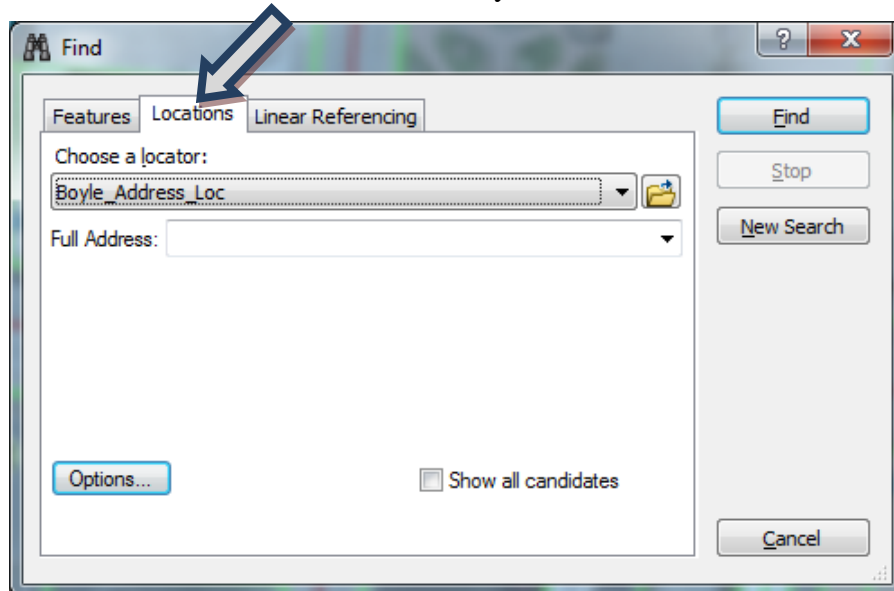 Find
Features Locations Linear Referencing
Find
Choose a locator:
Stop
Boyle_Address_Loc
New Search
Full Address:
Options...
Show all candidates
Cancel